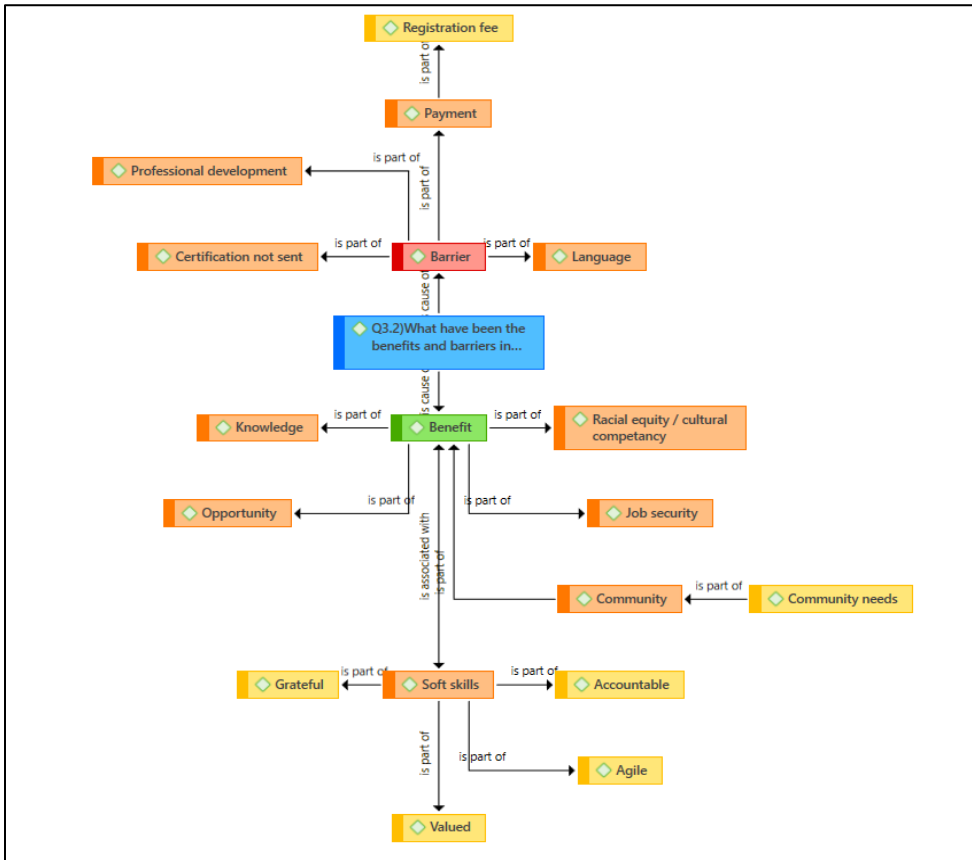 Registration fee
is part of
Payment
is part of
Professional development
is part of
Certification not sent
is part of
Barrier
is part of
Language
is cause of
Q3.2)What have been the
benefits and barriers in...
is cause of
Knowledge
is part of
Benefit
is part of
Racial equity / cultural
competancy
Opportunity
is part of
is part of
Job security
is associated with
is part of
Community
is part of
Community needs
Grateful
is part of
Soft skills
is part of
Accountable
is part of
is part of
Agile
Valued